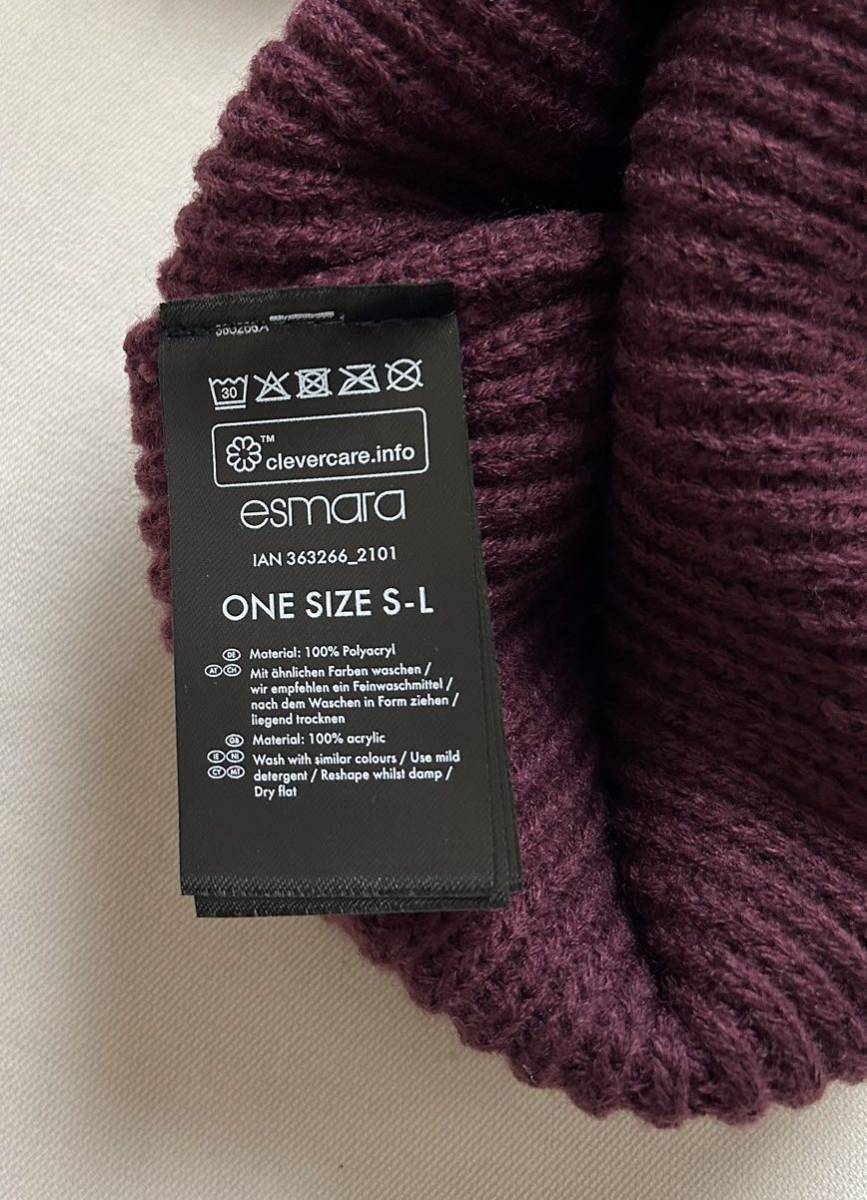 30
™
clevercare.info
esmara
IAN 363266_2101
ONE SIZE S-L
DE Material: 100% Polyacryl
AT CH Mit ähnlichen Farben waschen /
wir empfehlen ein Feinwaschmittel /
nach dem Waschen in Form ziehen /
liegend trocknen
GB Material: 100% acrylic
IE NI Wash with similar colours / Use mild
CY MT detergent / Reshape whilst damp /
Dry flat